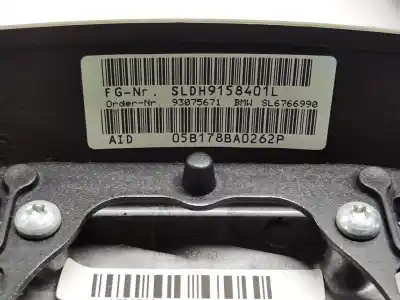 FG-Nr. SLDH9158401L
Order-Nr. 93075671 BMW SL6766990
AID 05B178BA0262P